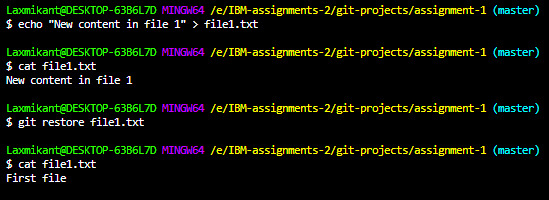 Laxmikant@DESKTOP-63B6L7D MINGW64 /e/IBM-assignments-2/git-projects/assignment-1 (master)
$ echo "New content in file 1" > file1.txt
Laxmikant@DESKTOP-63B6L7D MINGW64 /e/IBM-assignments-2/git-projects/assignment-1 (master)
$ cat file1.txt
New content in file 1
Laxmikant@DESKTOP-63B6L7D MINGW64 /e/IBM-assignments-2/git-projects/assignment-1 (master)
$ git restore file1.txt
Laxmikant@DESKTOP-63B6L7D MINGW64 /e/IBM-assignments-2/git-projects/assignment-1 (master)
$ cat file1.txt
First file